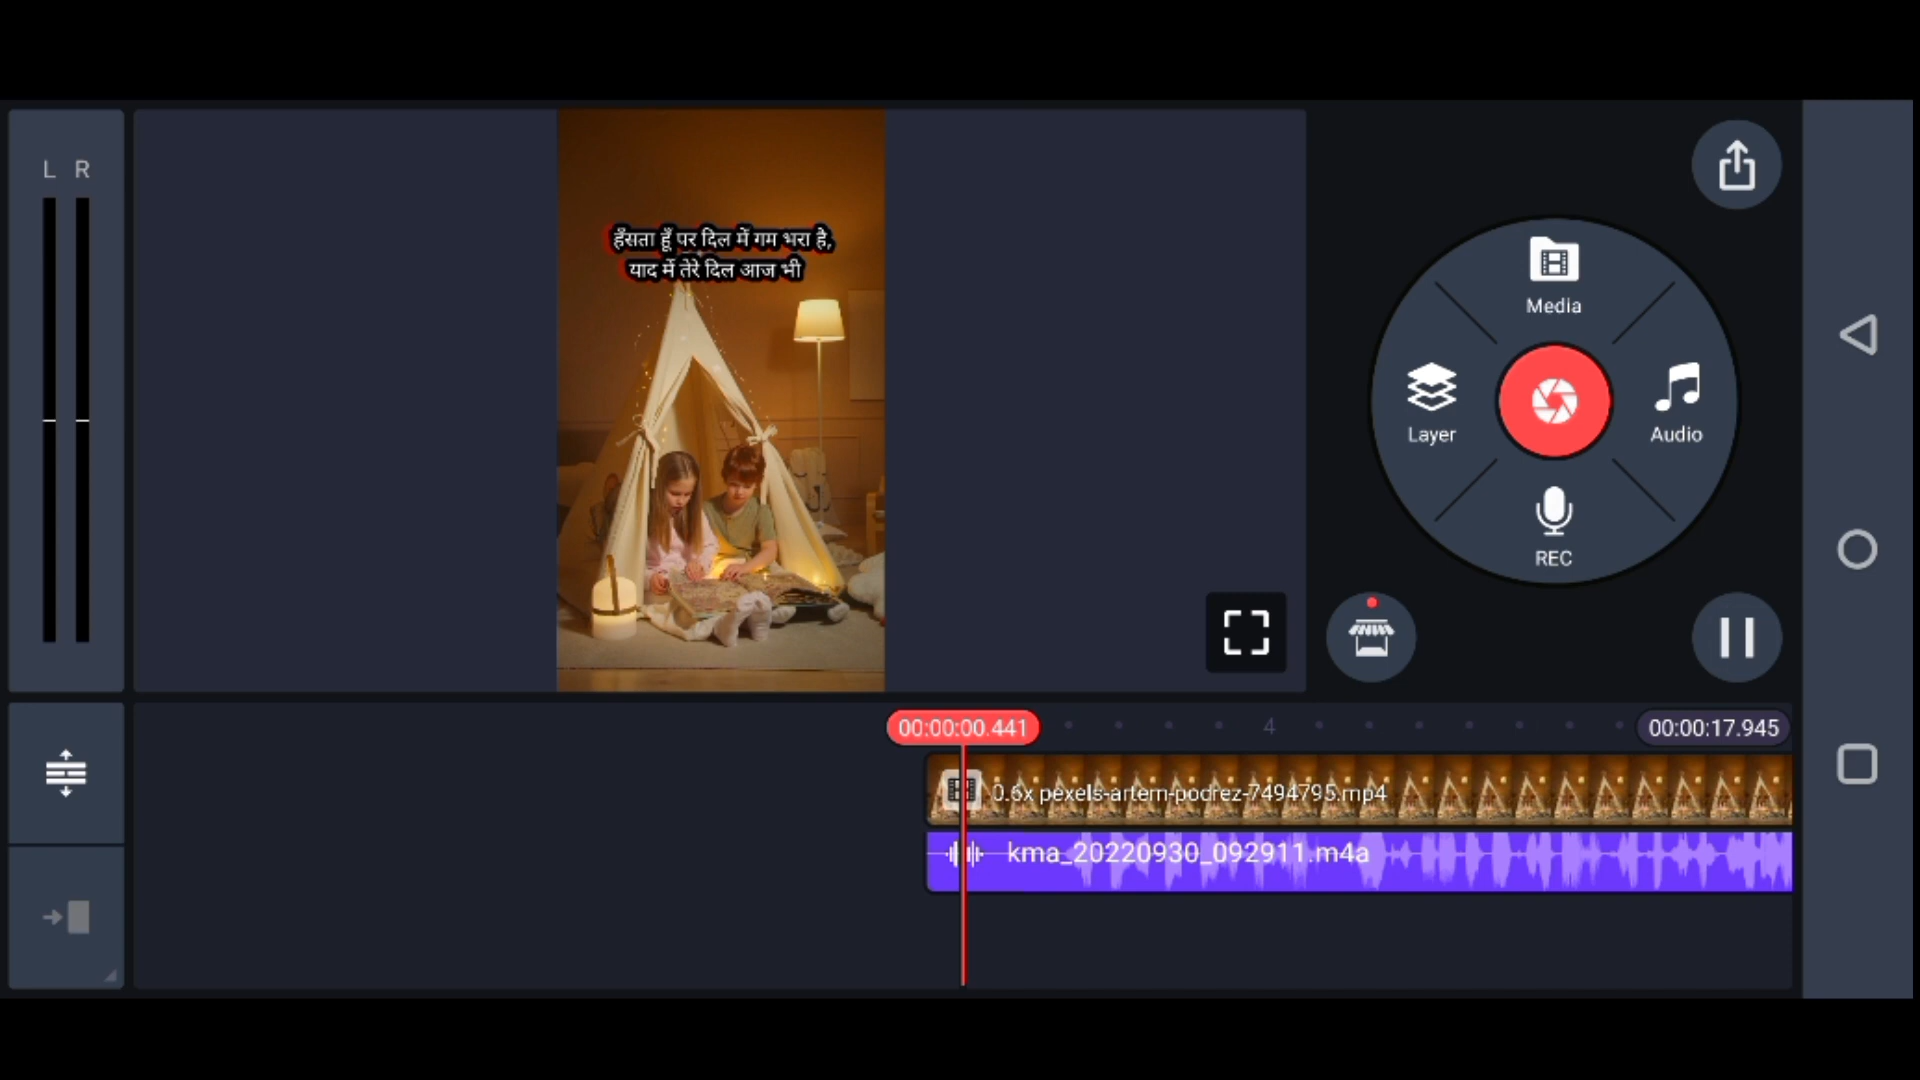 L R
हँसता हूँ पर दिल में गम भरा है,
याद में तेरे दिल आज भी
Media
Layer
Audio
REC
00:00:00.441
4
00:00:17.945
0.6x pexels-artem-podrez-7494795.mp4
kma_20220930_092911.m4a